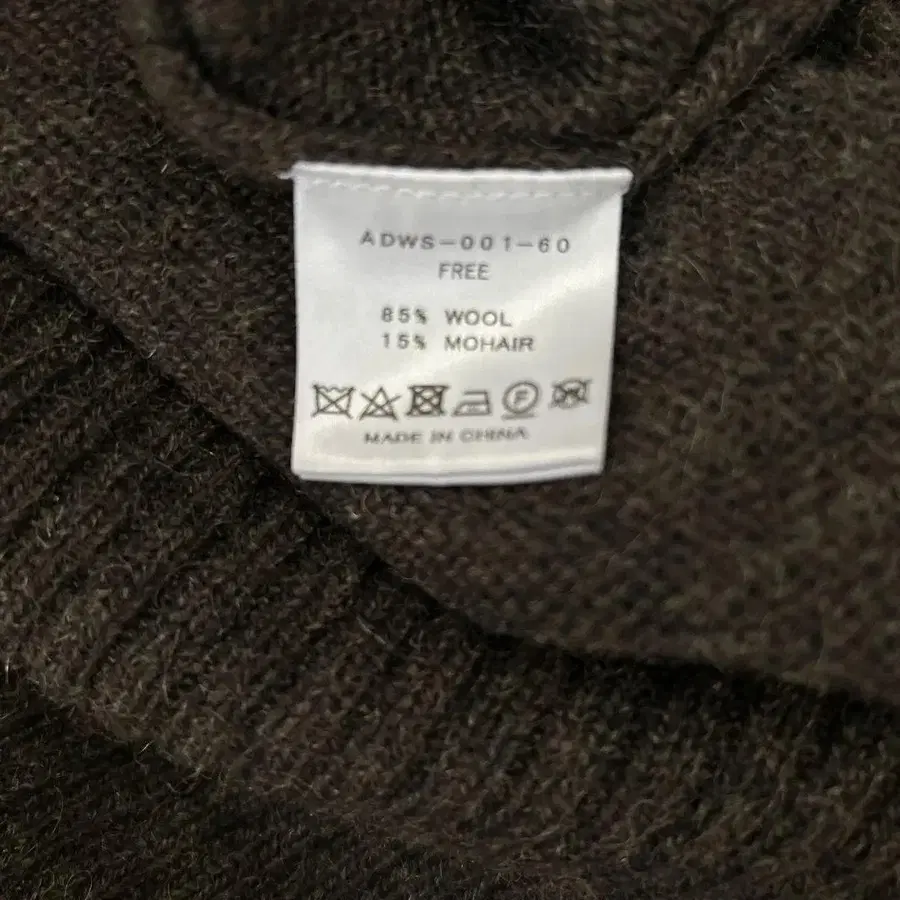 ADWS-001-60
FREE
85% WOOL
15% MOHAIR
F
MADE IN CHINA